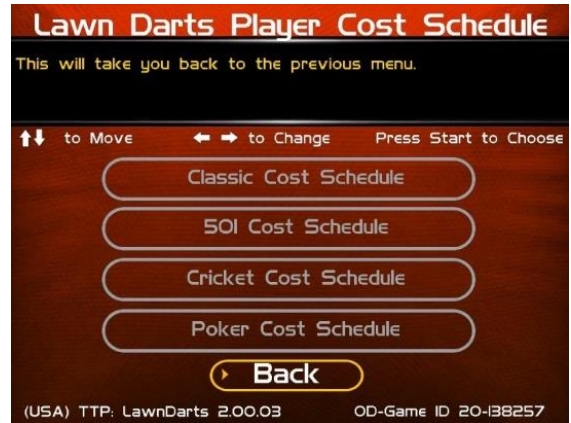 Lawn Darts Player Cost Schedule
This will take you back to the previous menu.
to Move to Change Press Start to Choose
Classic Cost Schedule
501 Cost Schedule
Cricket Cost Schedule
Poker Cost Schedule
Back
(USA) TTP: LawnDarts 2.00.03 OD-Game ID 20-138257